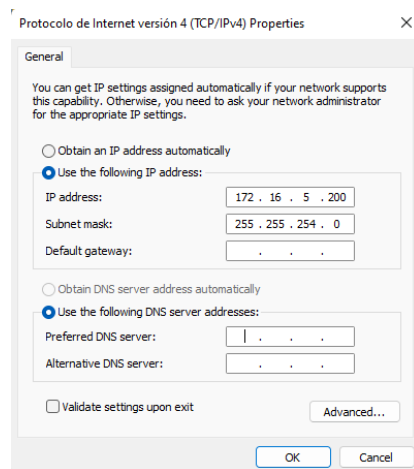 Protocolo de Internet versión 4 (TCP/IPv4) Properties
General
You can get IP settings assigned automatically if your network supports
this capability. Otherwise, you need to ask your network administrator
for the appropriate IP settings.
Obtain an IP address automatically
Use the following IP address:
IP address: 172 . 16 . 5 . 200
Subnet mask: 255 . 255 . 254 . 0
Default gateway: . . .
Obtain DNS server address automatically
Use the following DNS server addresses:
Preferred DNS server: . . .
Alternative DNS server: . . .
Validate settings upon exit
Advanced...
OK Cancel